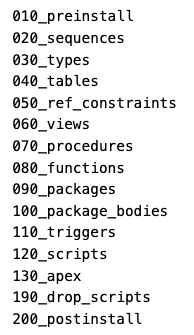 010_preinstall
020_sequences
030_types
040_tables
050_ref_constraints
060_views
070_procedures
080_functions
090_packages
100_package_bodies
110_triggers
120_scripts
130_apex
190_drop_scripts
200_postinstall